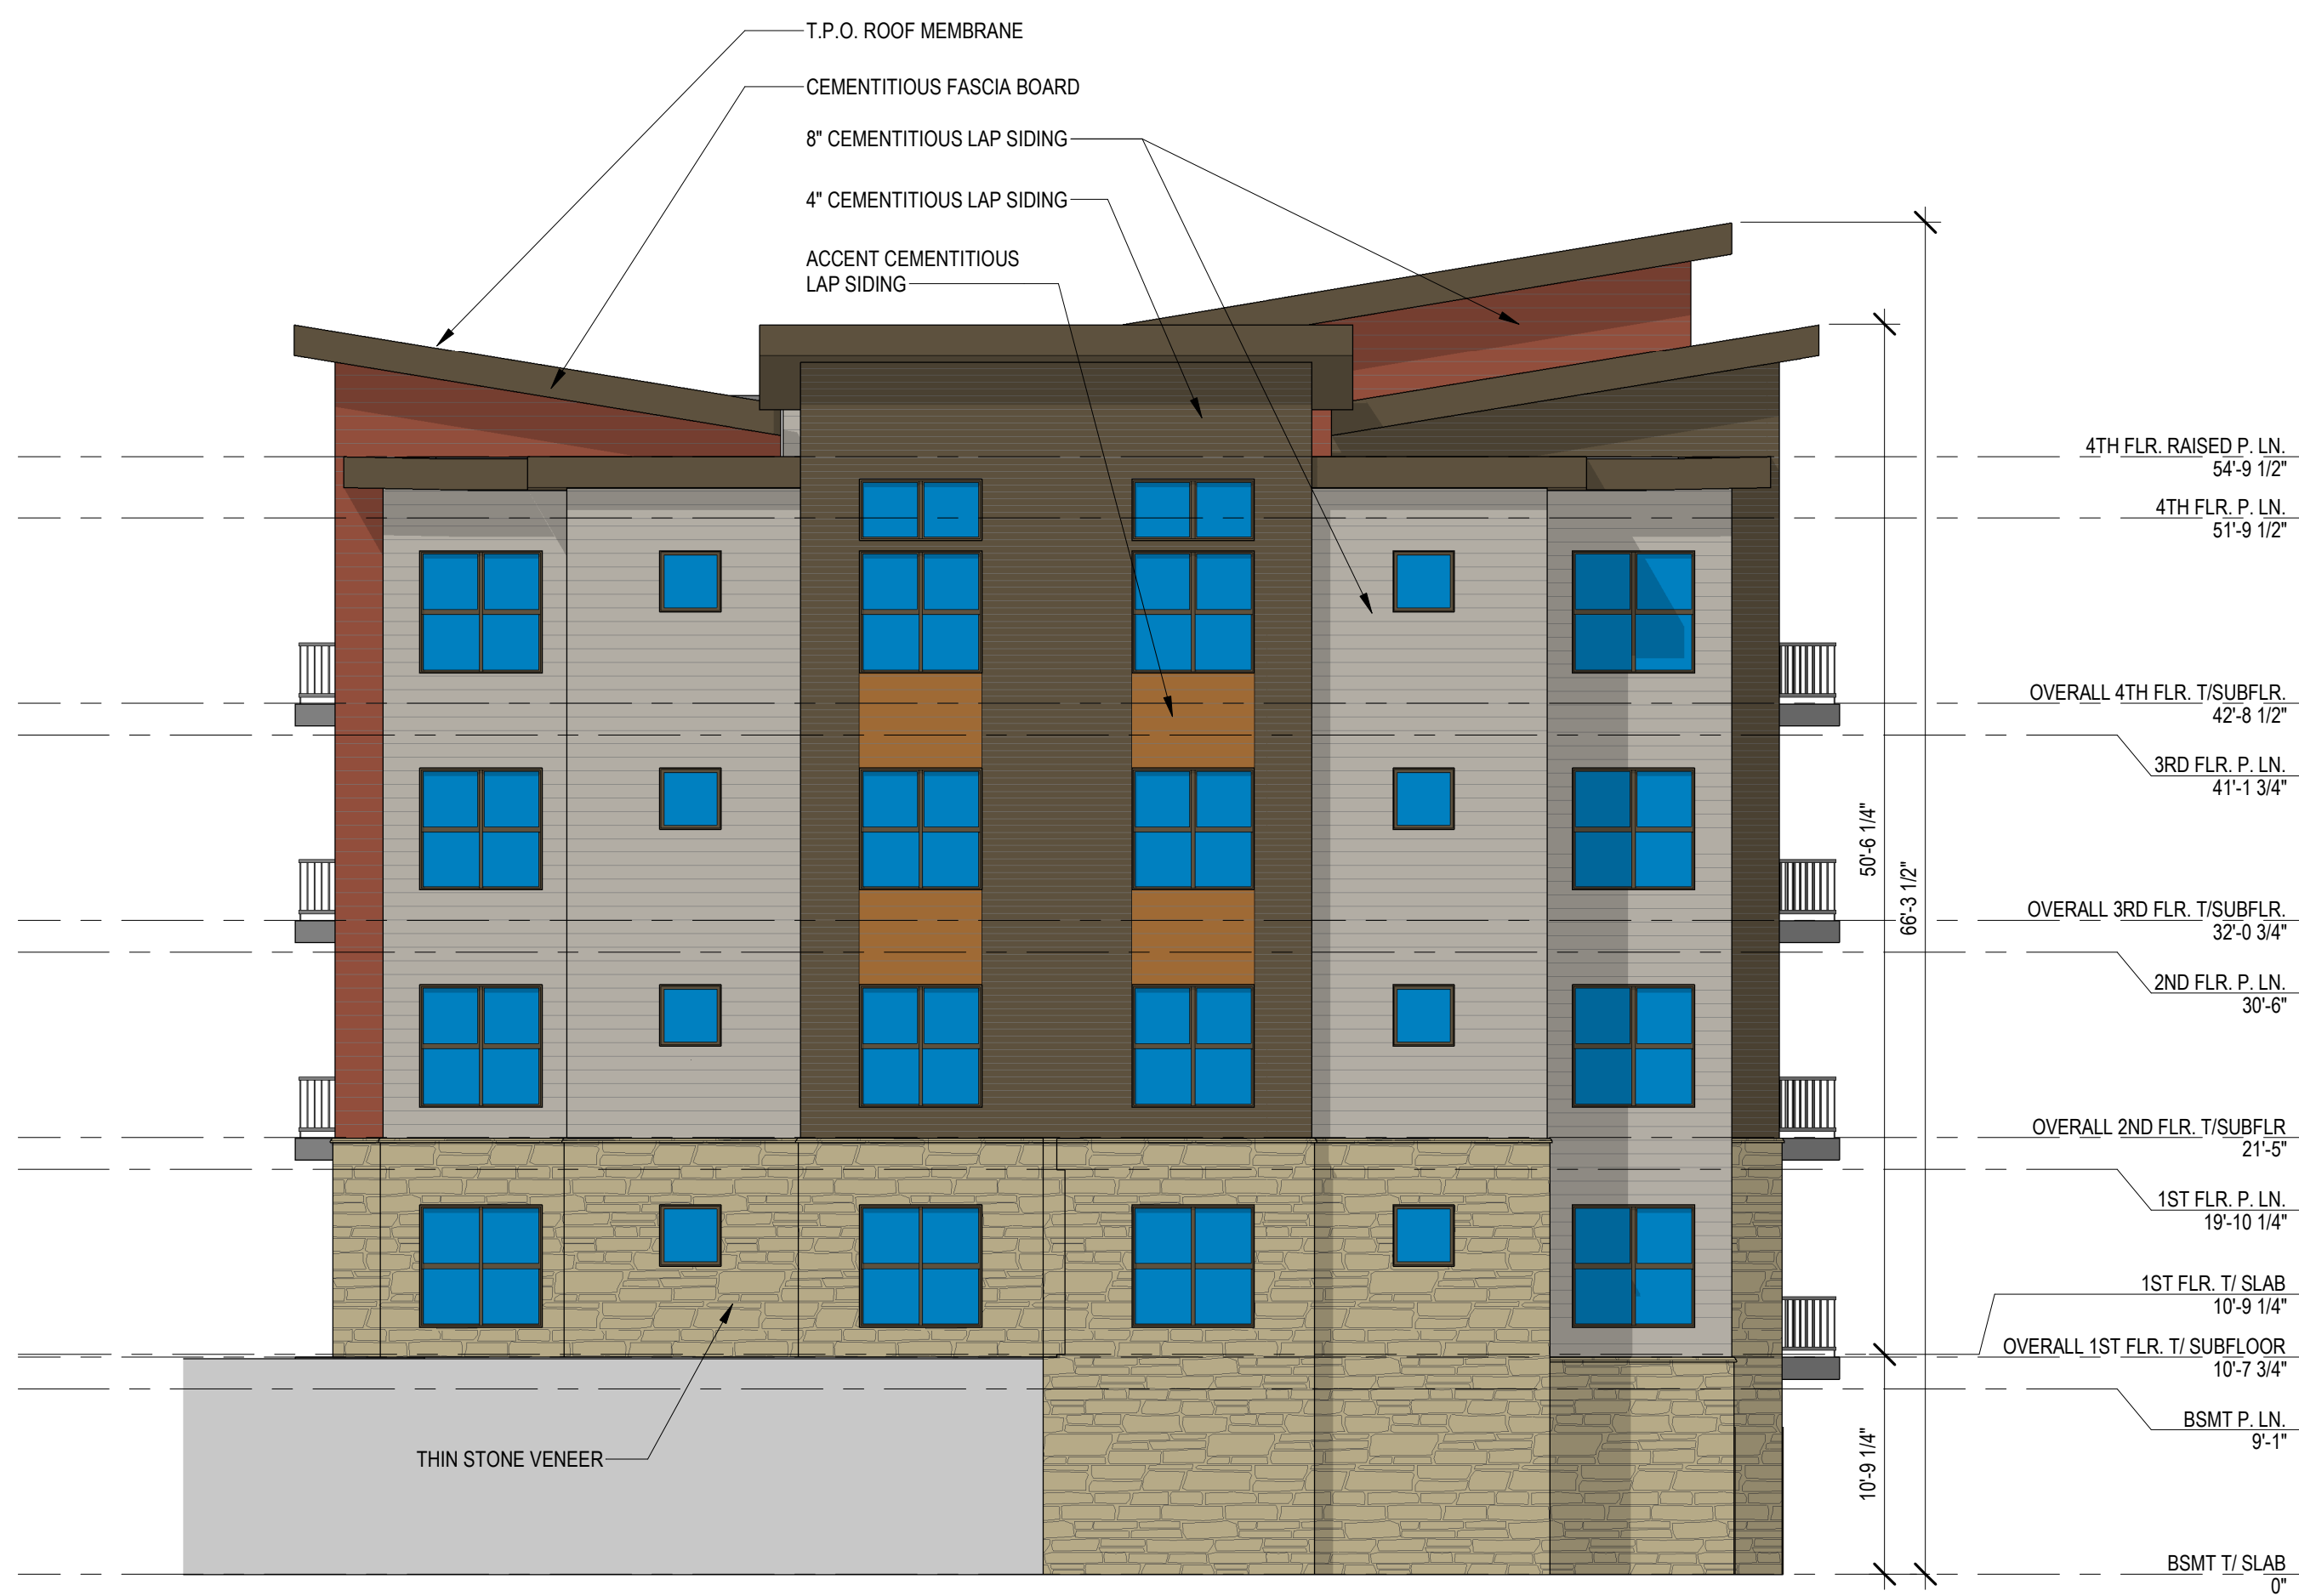 T.P.O. ROOF MEMBRANE
CEMENTITIOUS FASCIA BOARD
8" CEMENTITIOUS LAP SIDING
4" CEMENTITIOUS LAP SIDING
ACCENT CEMENTITIOUS
LAP SIDING
4TH FLR. RAISED P. LN.
54'-9 1/2"
4TH FLR. P. LN.
51'-9 1/2"
OVERALL 4TH FLR. T/SUBFLR.
42'-8 1/2"
3RD FLR. P. LN.
41'-1 3/4"
50'-6 1/4"
66'-3 1/2"
OVERALL 3RD FLR. T/SUBFLR.
32'-0 3/4"
2ND FLR. P. LN.
30'-6"
OVERALL 2ND FLR. T/SUBFLR
21'-5"
1ST FLR. P. LN.
19'-10 1/4"
1ST FLR. T/ SLAB
10'-9 1/4"
OVERALL 1ST FLR. T/ SUBFLOOR
10'-7 3/4"
BSMT P. LN.
9'-1"
THIN STONE VENEER
10'-9 1/4"
BSMT T/ SLAB
0"